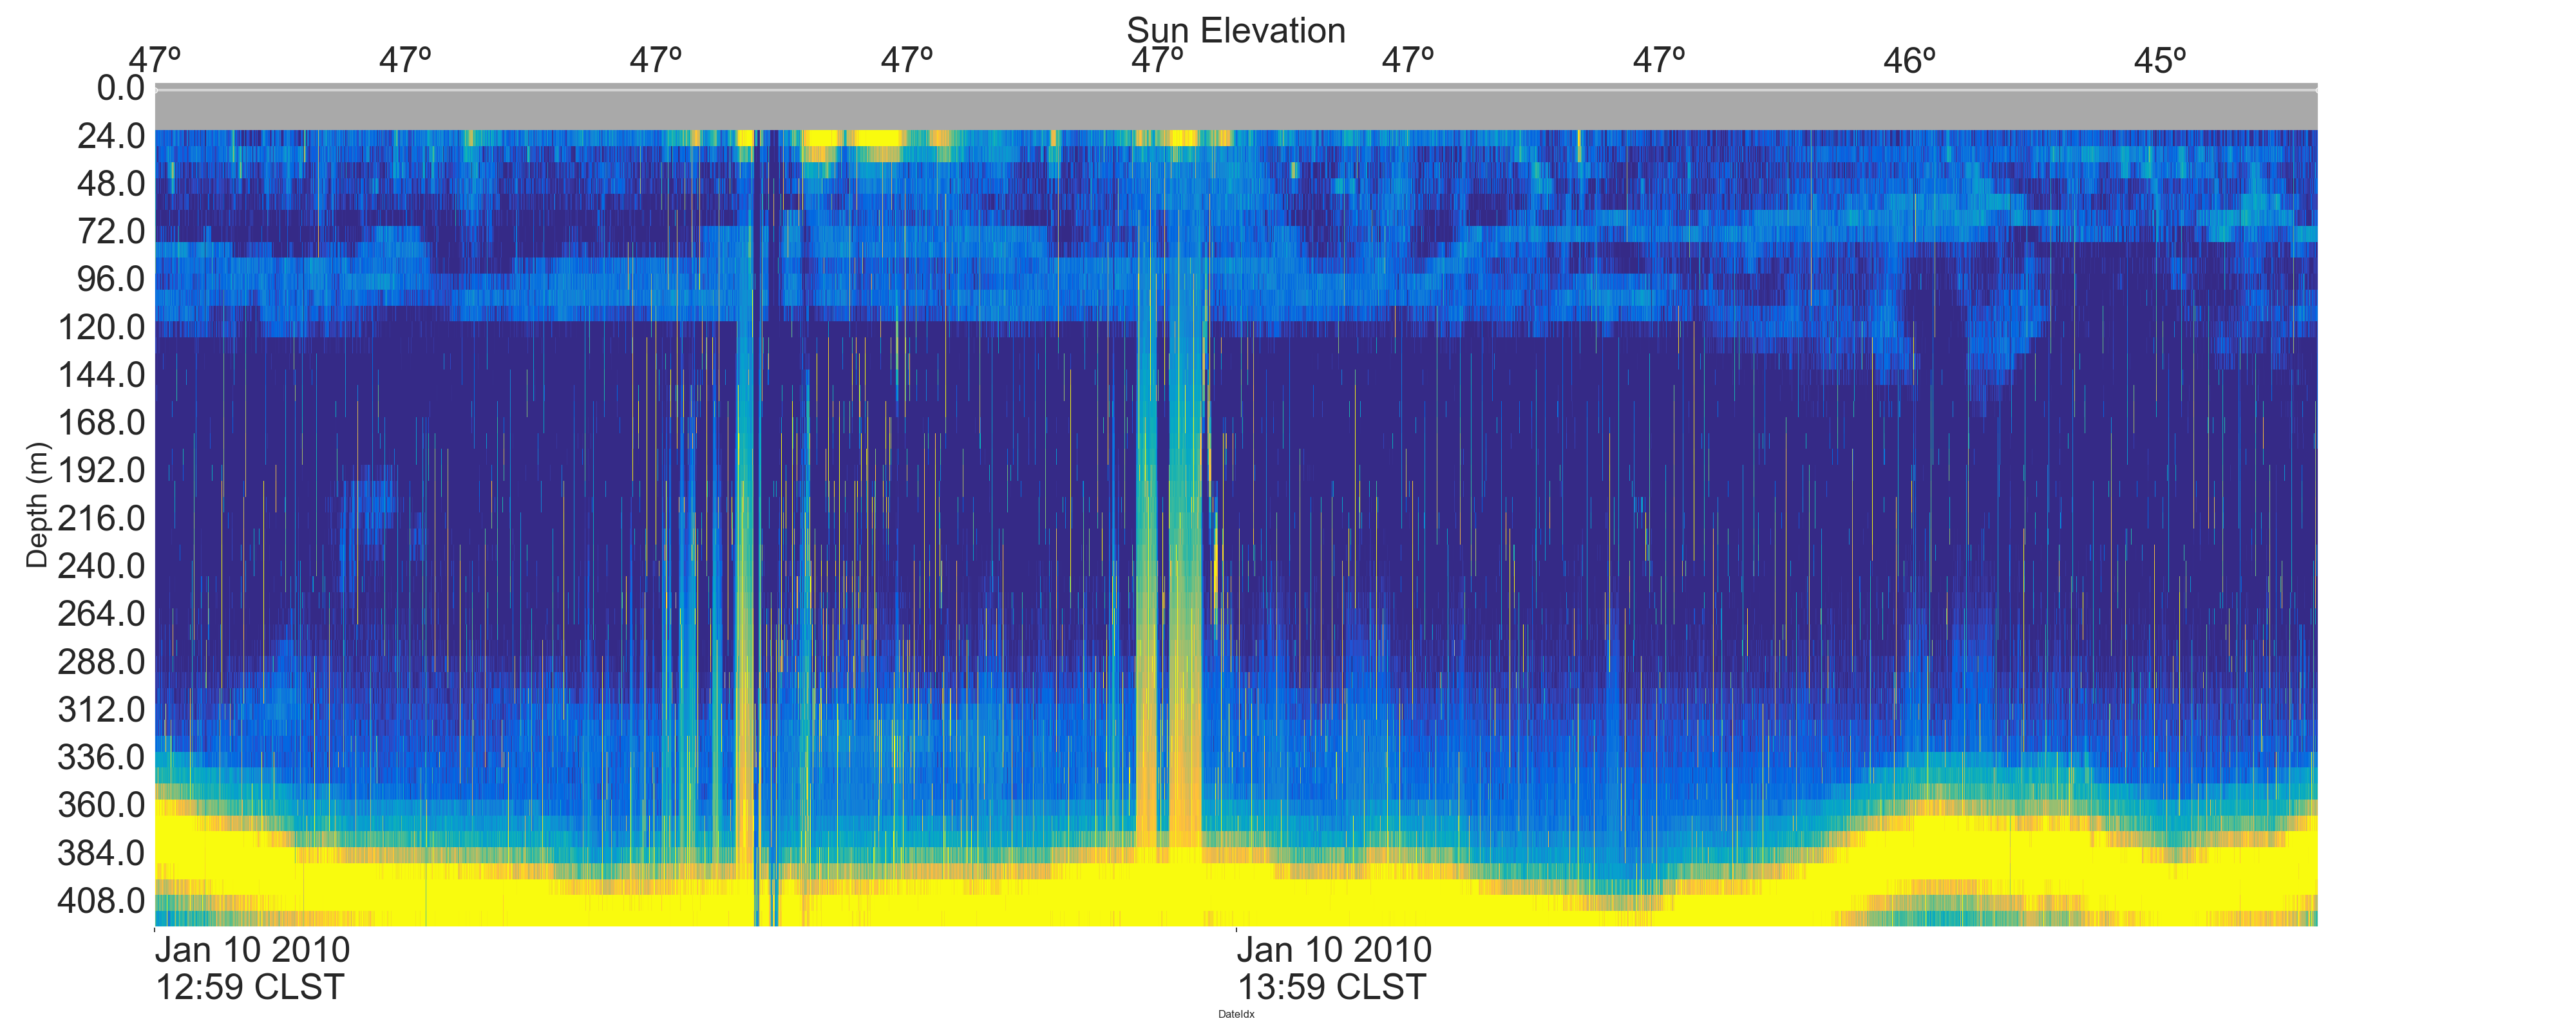 Sun Elevation
47º 47º 47º 47º 47º 47º 47º 46º 45º
0.0
24.0
48.0
72.0
96.0
120.0
144.0
168.0
192.0
216.0
240.0
264.0
288.0
312.0
336.0
360.0
384.0
408.0
Depth (m)
Jan 10 2010
12:59 CLST
Jan 10 2010
13:59 CLST
DateIdx